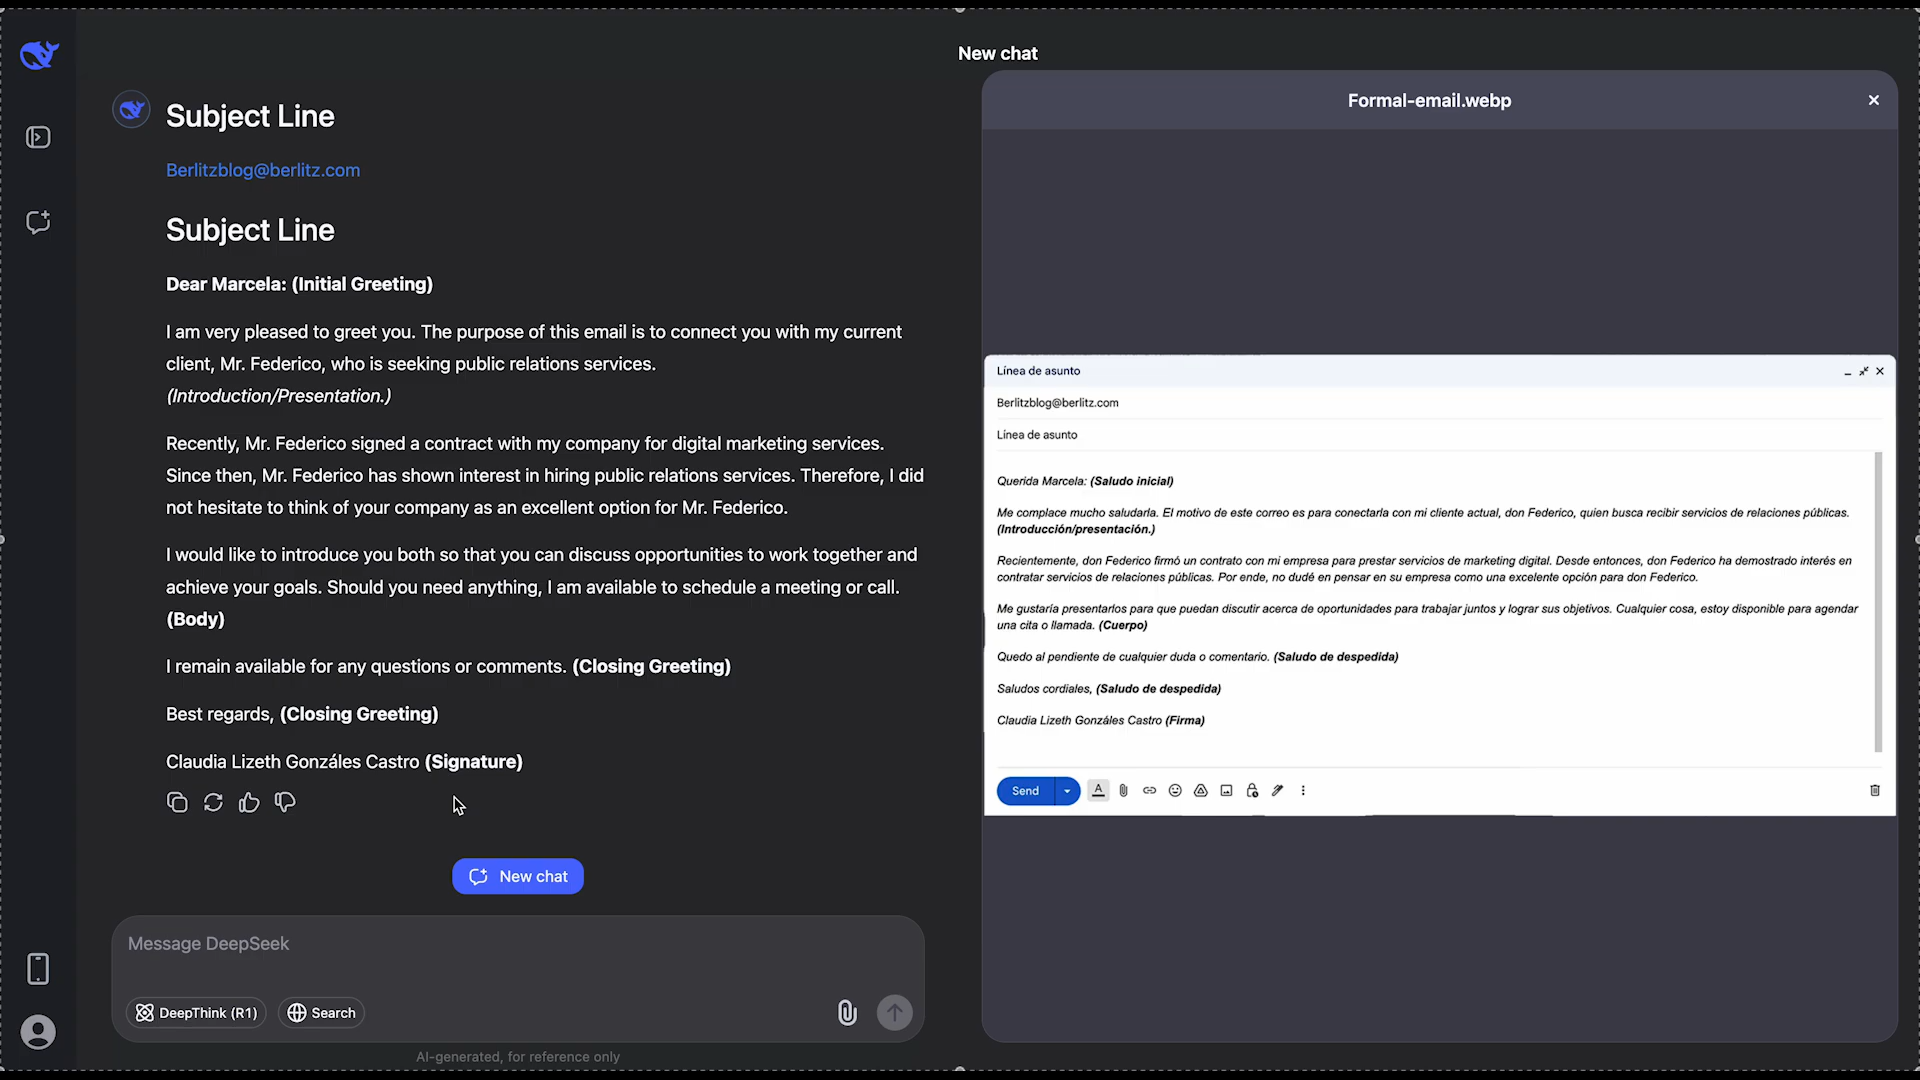 New chat
Subject Line
Berlitzblog@berlitz.com
Subject Line
Dear Marcela: (Initial Greeting)
I am very pleased to greet you. The purpose of this email is to connect you with my current
client, Mr. Federico, who is seeking public relations services.
(Introduction/Presentation.)
Recently, Mr. Federico signed a contract with my company for digital marketing services.
Since then, Mr. Federico has shown interest in hiring public relations services. Therefore, I did
not hesitate to think of your company as an excellent option for Mr. Federico.
I would like to introduce you both so that you can discuss opportunities to work together and
achieve your goals. Should you need anything, I am available to schedule a meeting or call.
(Body)
I remain available for any questions or comments. (Closing Greeting)
Best regards, (Closing Greeting)
Claudia Lizeth Gonzáles Castro (Signature)
New chat
Message DeepSeek
DeepThink (R1)
Search
AI-generated, for reference only
Formal-email.webp
Línea de asunto
Berlitzblog@berlitz.com
Línea de asunto
Querida Marcela: (Saludo inicial)
Me complace mucho saludarla. El motivo de este correo es para conectarla con mi cliente actual, don Federico, quien busca recibir servicios de relaciones públicas.
(Introducción/presentación.)
Recientemente, don Federico firmó un contrato con mi empresa para prestar servicios de marketing digital. Desde entonces, don Federico ha demostrado interés en
contratar servicios de relaciones públicas. Por ende, no dudé en pensar en su empresa como una excelente opción para don Federico.
Me gustaría presentarlos para que puedan discutir acerca de oportunidades para trabajar juntos y lograr sus objetivos. Cualquier cosa, estoy disponible para agendar
una cita o llamada. (Cuerpo)
Quedo al pendiente de cualquier duda o comentario. (Saludo de despedida)
Saludos cordiales, (Saludo de despedida)
Claudia Lizeth Gonzáles Castro (Firma)
Send